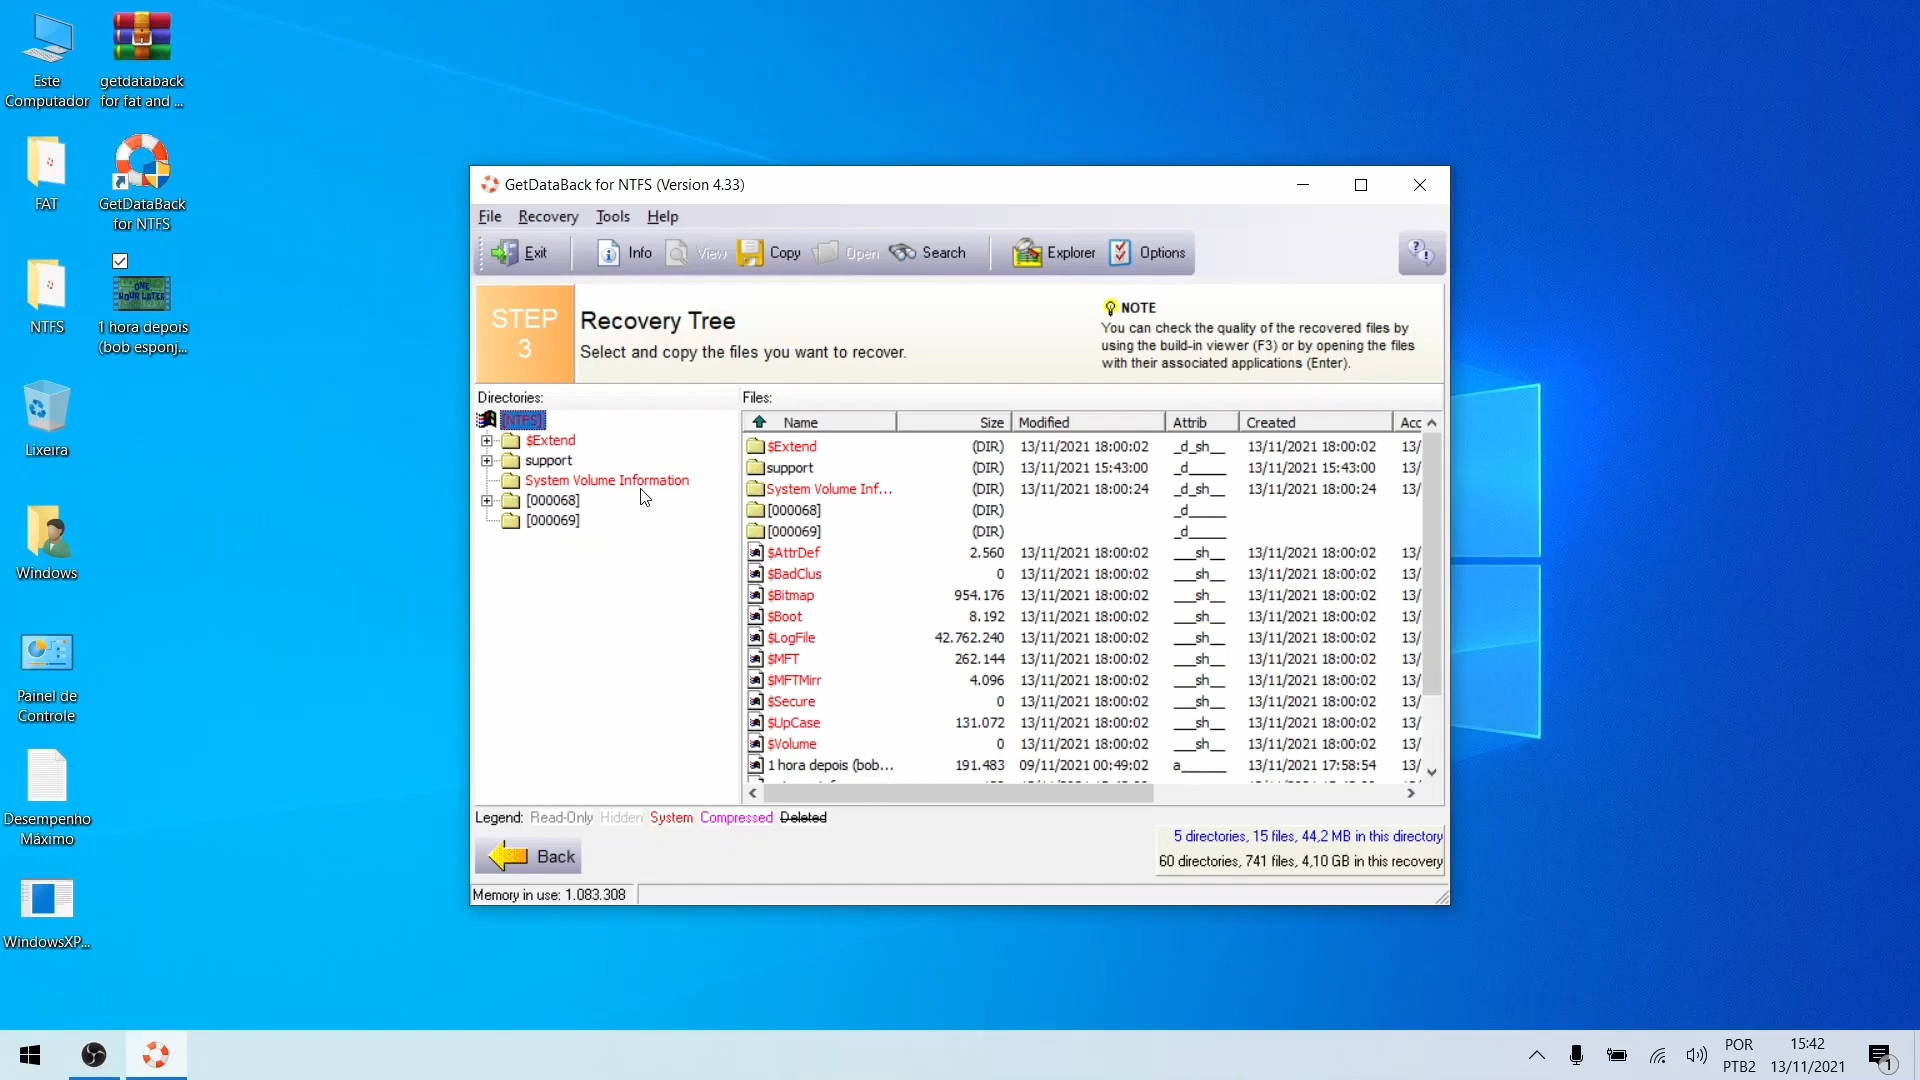 Este
Computador
getdataback
for fat and ...
FAT
GetDataBack
for NTFS
NTFS
ONE
HOUR LATER
1 hora depois
(bob esponj...
Lixeira
Windows
Painel de
Controle
Desempenho
Máximo
WindowsXP...
GetDataBack for NTFS (Version 4.33)
File Recovery Tools Help
Exit Info View Copy Open Search Explorer Options
STEP
3
Recovery Tree
Select and copy the files you want to recover.
NOTE
You can check the quality of the recovered files by
using the build-in viewer (F3) or by opening the files
with their associated applications (Enter).
Directories:
[NTFS]
$Extend
support
System Volume Information
[000068]
[000069]
Files:
Name Size Modified Attrib Created Acc
$Extend (DIR) 13/11/2021 18:00:02 _d_sh__ 13/11/2021 18:00:02 13/
support (DIR) 13/11/2021 15:43:00 _d_____ 13/11/2021 15:43:00 13/
System Volume Inf... (DIR) 13/11/2021 18:00:24 _d_sh__ 13/11/2021 18:00:24 13/
[000068] (DIR) _d_____
[000069] (DIR) _d_____
$AttrDef 2.560 13/11/2021 18:00:02 ___sh__ 13/11/2021 18:00:02 13/
$BadClus 0 13/11/2021 18:00:02 ___sh__ 13/11/2021 18:00:02 13/
$Bitmap 954.176 13/11/2021 18:00:02 ___sh__ 13/11/2021 18:00:02 13/
$Boot 8.192 13/11/2021 18:00:02 ___sh__ 13/11/2021 18:00:02 13/
$LogFile 42.762.240 13/11/2021 18:00:02 ___sh__ 13/11/2021 18:00:02 13/
$MFT 262.144 13/11/2021 18:00:02 ___sh__ 13/11/2021 18:00:02 13/
$MFTMirr 4.096 13/11/2021 18:00:02 ___sh__ 13/11/2021 18:00:02 13/
$Secure 0 13/11/2021 18:00:02 ___sh__ 13/11/2021 18:00:02 13/
$UpCase 131.072 13/11/2021 18:00:02 ___sh__ 13/11/2021 18:00:02 13/
$Volume 0 13/11/2021 18:00:02 ___sh__ 13/11/2021 18:00:02 13/
1 hora depois (bob... 191.483 09/11/2021 00:49:02 a______ 13/11/2021 17:58:54 13/
Legend: Read-Only Hidden System Compressed Deleted
Back
5 directories, 15 files, 44,2 MB in this directory
60 directories, 741 files, 4,10 GB in this recovery
Memory in use: 1.083.308
POR
PTB2
15:42
13/11/2021
1